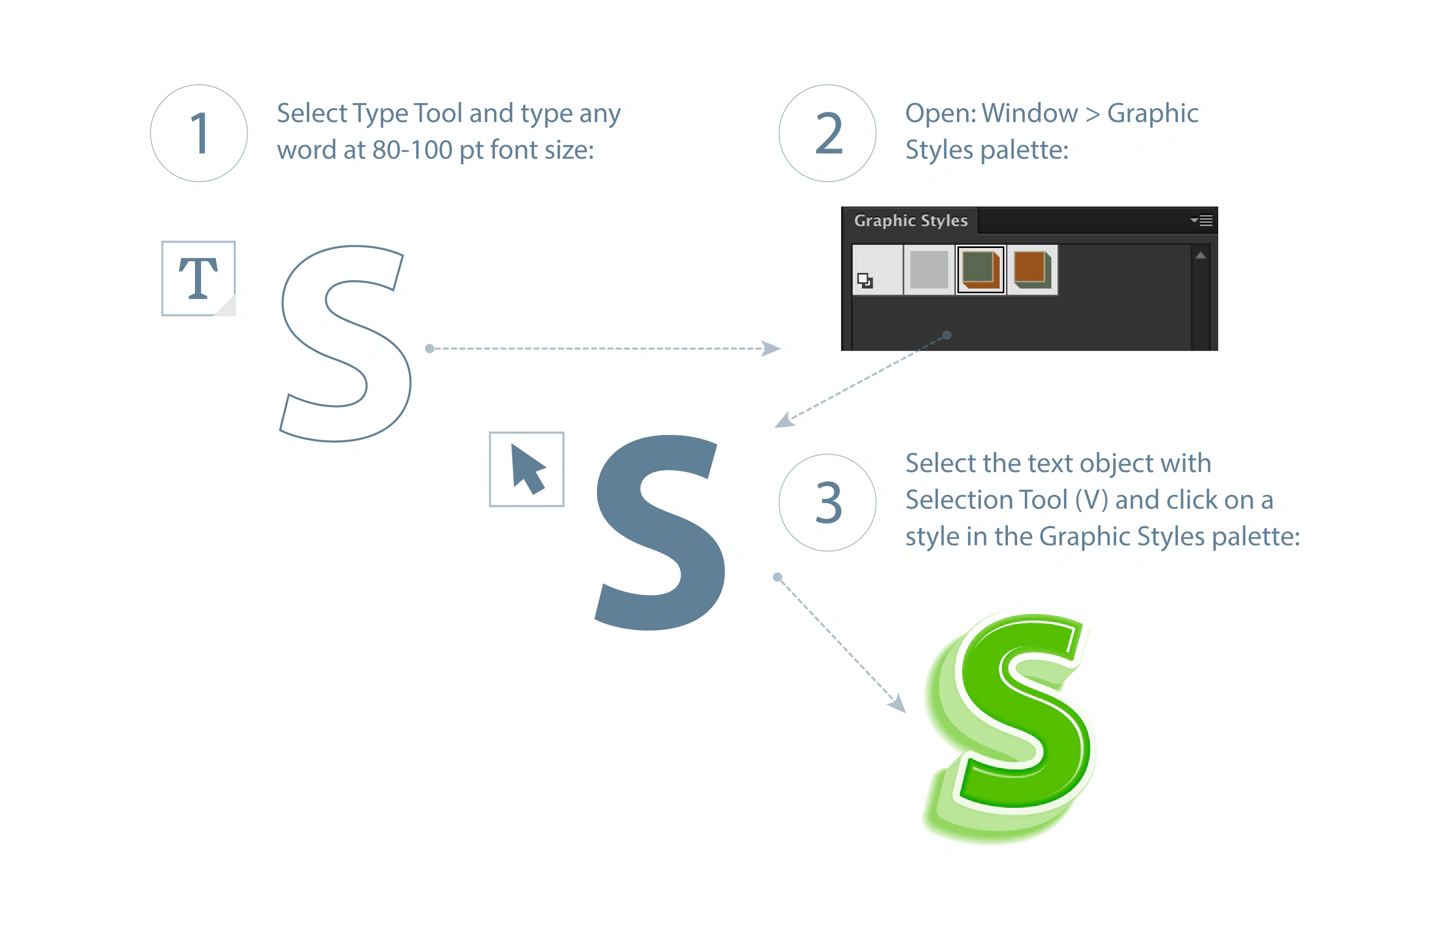 1
Select Type Tool and type any
word at 80-100 pt font size:
T
S
2
Open: Window > Graphic
Styles palette:
Graphic Styles
S
3
Select the text object with
Selection Tool (V) and click on a
style in the Graphic Styles palette:
S